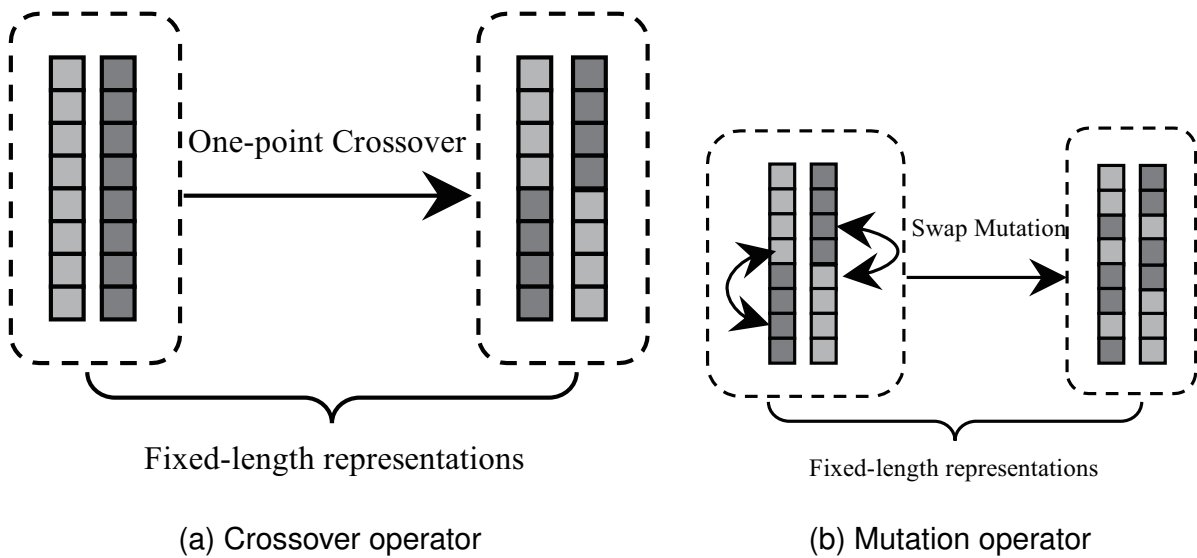 One-point Crossover
Fixed-length representations
(a) Crossover operator
Swap Mutation
Fixed-length representations
(b) Mutation operator